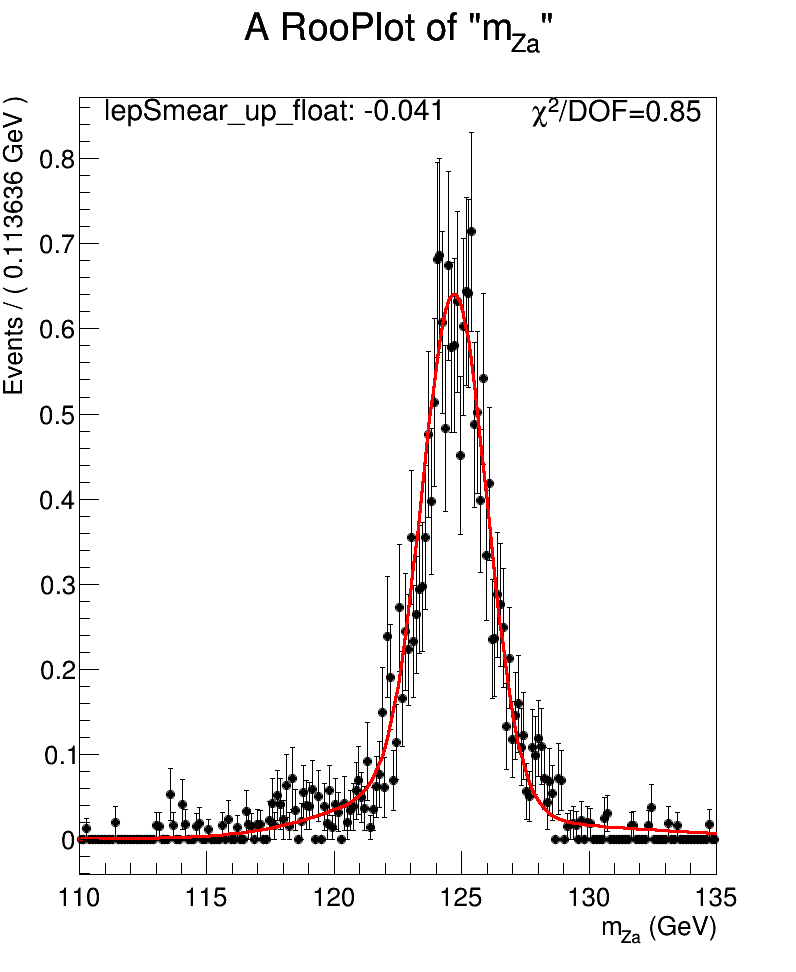 A RooPlot of "m_Za"
lepSmear_up_float: -0.041
χ²/DOF=0.85
Events / ( 0.113636 GeV )
0.8
0.7
0.6
0.5
0.4
0.3
0.2
0.1
0
110 115 120 125 130 135
m_Za (GeV)